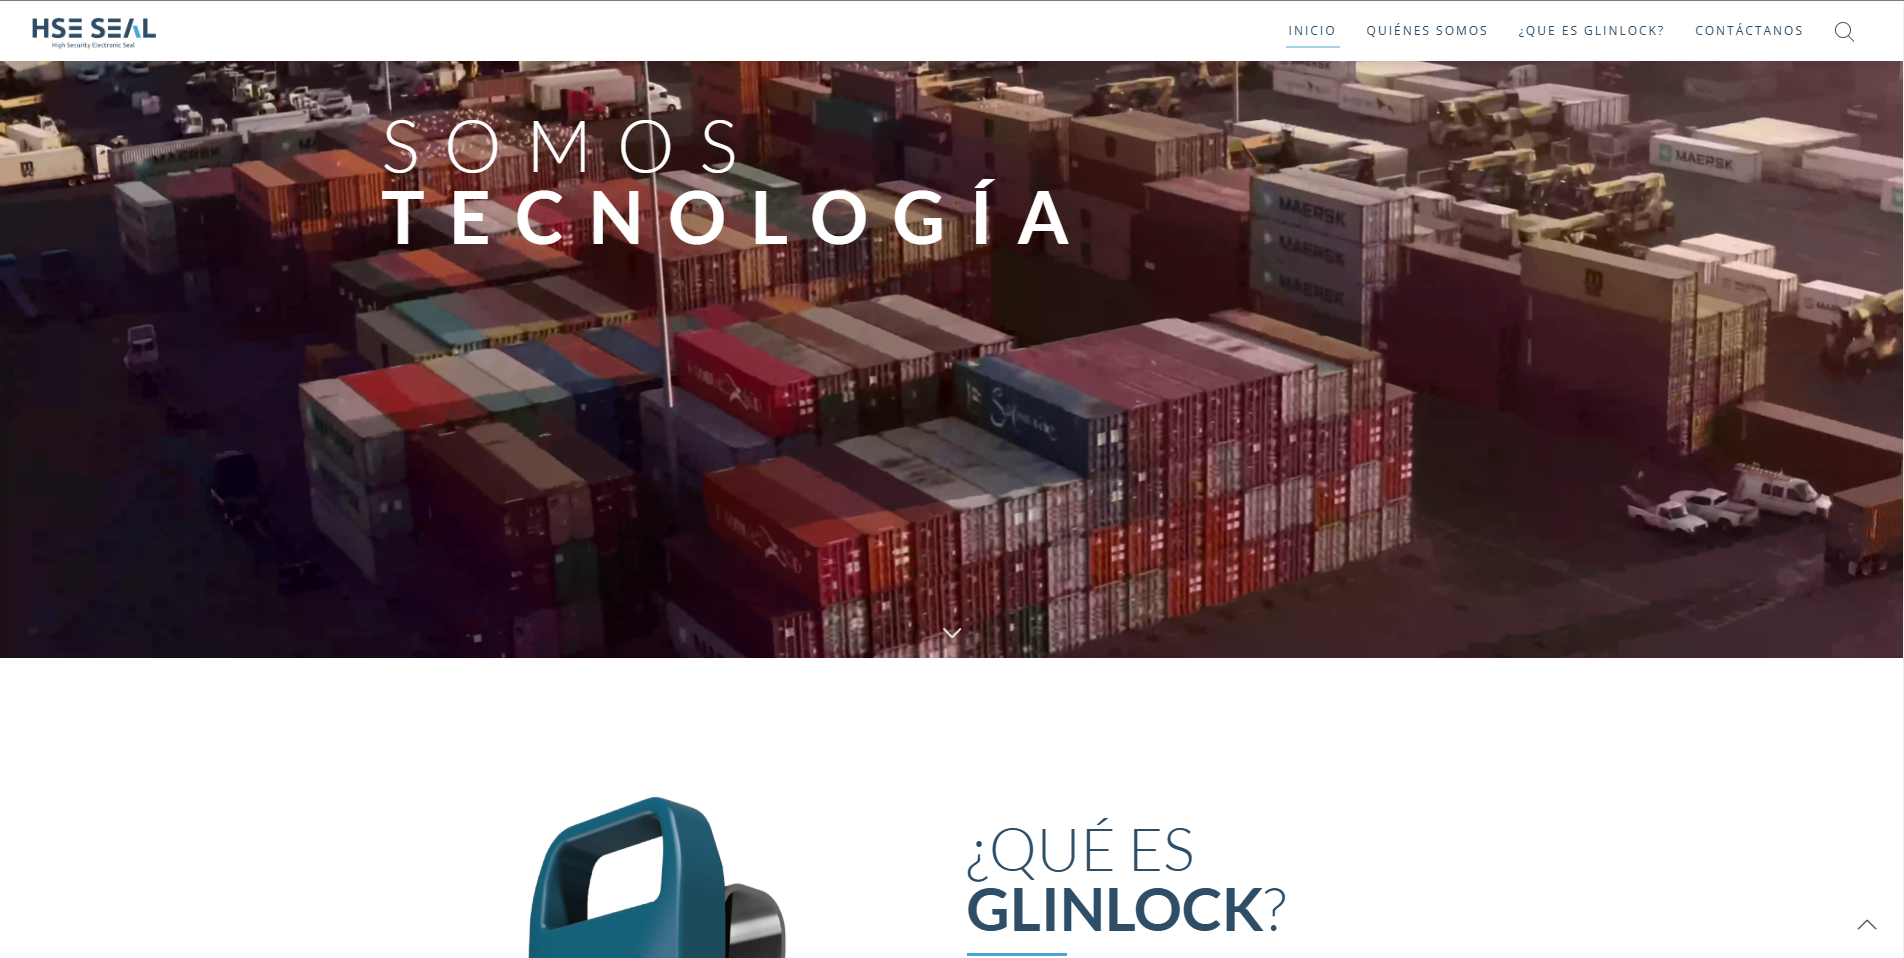 HSE SEAL
High Security Electronic Seal
INICIO
QUIÉNES SOMOS
¿QUE ES GLINLOCK?
CONTÁCTANOS
SOMOS
TECNOLOGÍA
MAERSK
MAERSK
MAERSK
MAERSK
¿QUÉ ES
GLINLOCK?